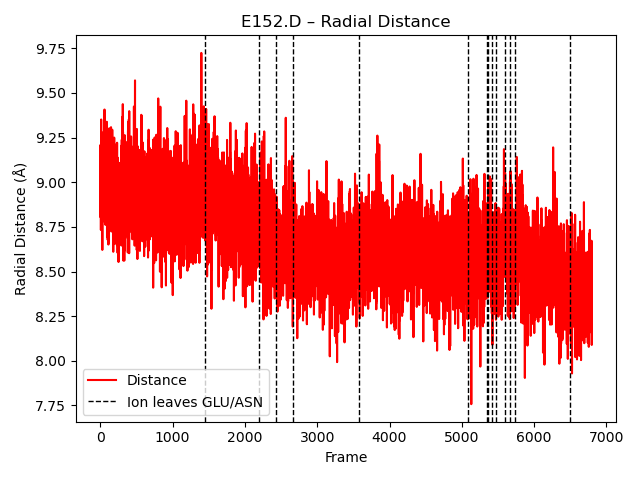 E152.D – Radial Distance
Radial Distance (Å)
9.75
9.50
9.25
9.00
8.75
8.50
8.25
8.00
7.75
Distance
Ion leaves GLU/ASN
0 1000 2000 3000 4000 5000 6000 7000
Frame